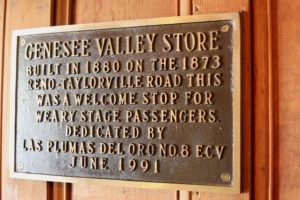 GENESEE VALLEY STORE
BUILT IN 1880 ON THE 1873
RENO-TAYLORVILLE ROAD THIS
WAS A WELCOME STOP FOR
WEARY STAGE PASSENGERS.
DEDICATED BY
LAS PLUMAS DEL ORO NO. 8 ECV
JUNE, 1991